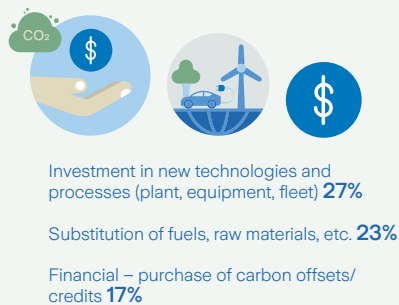 CO₂
$
$
Investment in new technologies and
processes (plant, equipment, fleet) 27%
Substitution of fuels, raw materials, etc. 23%
Financial – purchase of carbon offsets/
credits 17%